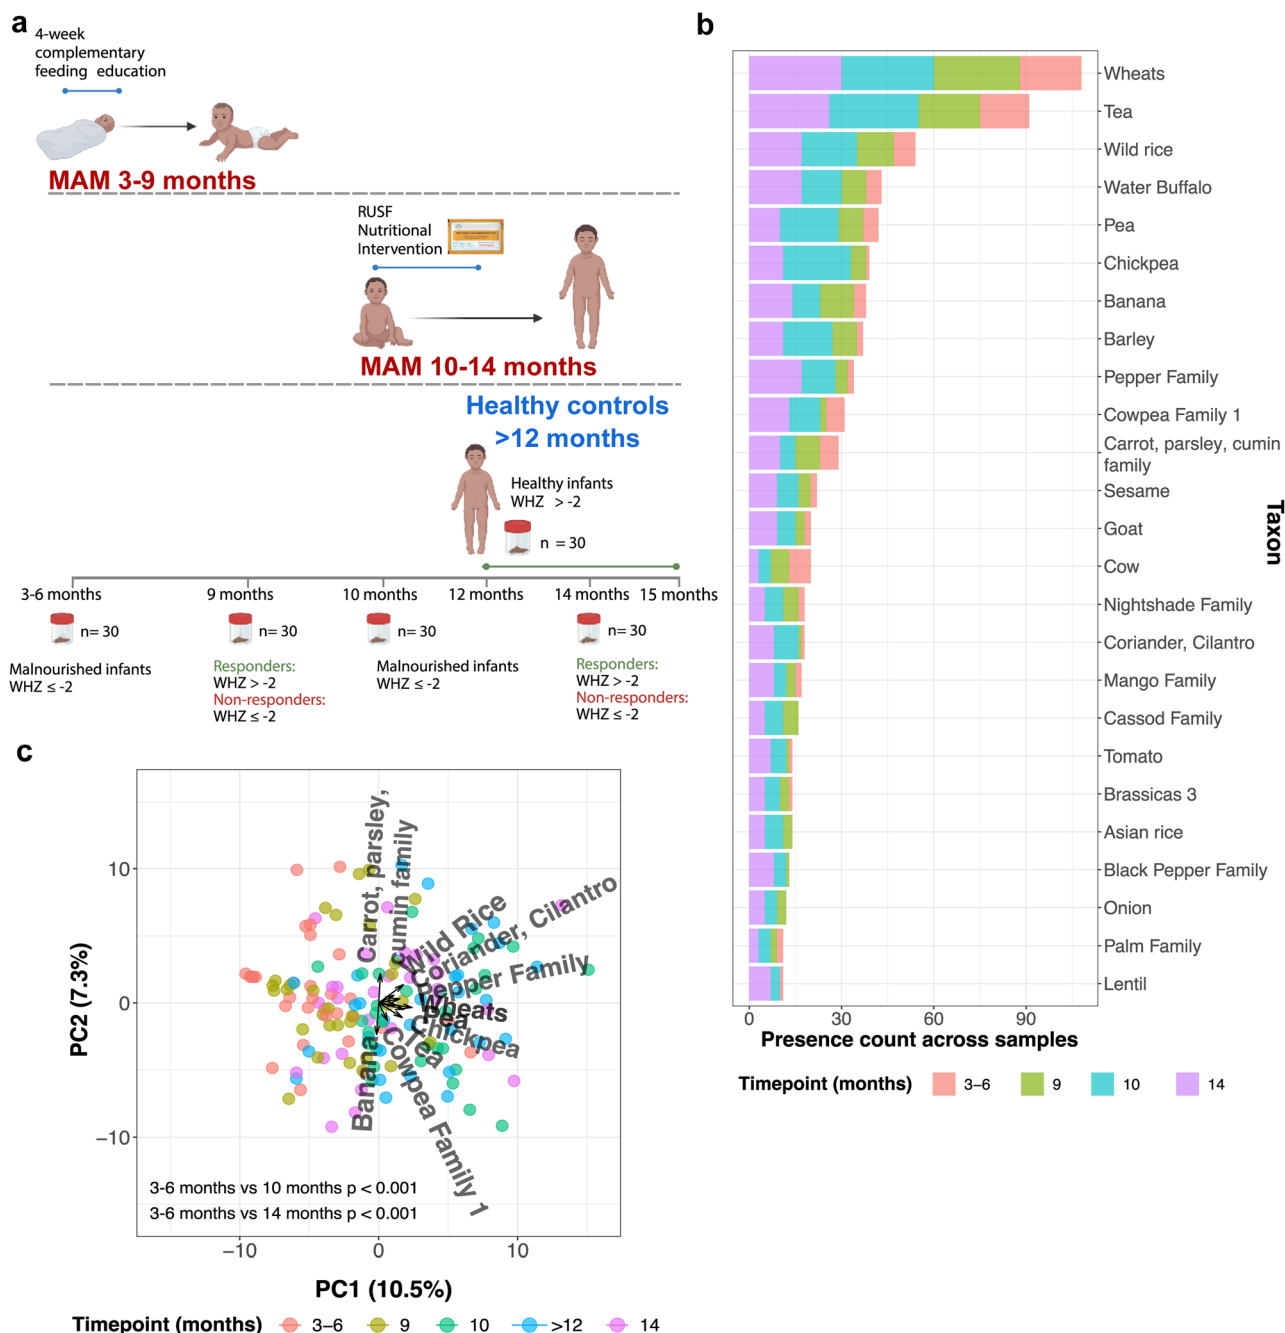 a
4-week
complementary
feeding education
MAM 3-9 months
RUSF
Nutritional
Intervention
MAM 10-14 months
Healthy controls
>12 months
Healthy infants
WHZ > -2
n = 30
3-6 months
9 months
10 months
12 months
14 months
15 months
n= 30
n= 30
n= 30
n= 30
Malnourished infants
WHZ ≤ -2
Responders:
WHZ > -2
Non-responders:
WHZ ≤ -2
Malnourished infants
WHZ ≤ -2
Responders:
WHZ > -2
Non-responders:
WHZ ≤ -2
b
Wheats
Tea
Wild rice
Water Buffalo
Pea
Chickpea
Banana
Barley
Pepper Family
Cowpea Family 1
Carrot, parsley, cumin
family
Sesame
Goat
Cow
Nightshade Family
Coriander, Cilantro
Mango Family
Cassod Family
Tomato
Brassicas 3
Asian rice
Black Pepper Family
Onion
Palm Family
Lentil
Taxon
0
30
60
90
Presence count across samples
Timepoint (months)
3-6
9
10
14
c
PC2 (7.3%)
10
0
−10
Carrot, parsley,
cumin family
Wild Rice
Coriander, Cilantro
Pepper Family
Wheats
Pea
Chickpea
Tea
Cowpea Family 1
Banana
3-6 months vs 10 months p < 0.001
3-6 months vs 14 months p < 0.001
−10
0
10
PC1 (10.5%)
Timepoint (months)
3-6
9
10
>12
14